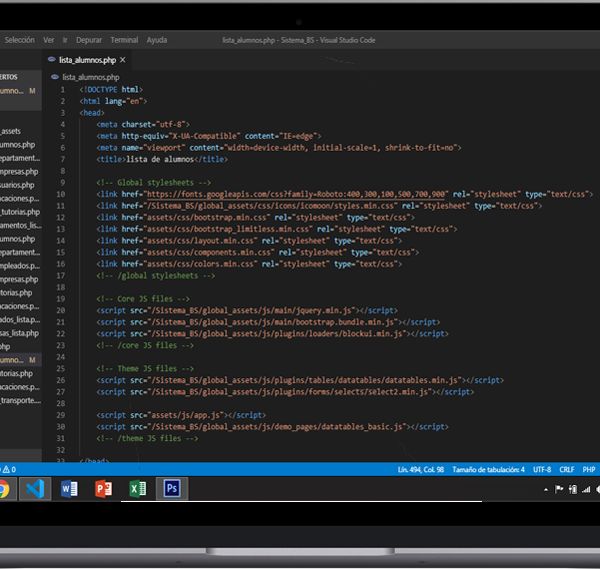 Selección Ver Ir Depurar Terminal Ayuda lista_alumnos.php - Sistema_BS - Visual Studio Code
lista_alumnos.php ×
lista_alumnos.php
1 <!DOCTYPE html>
2 <html lang="en">
3 <head>
4 <meta charset="utf-8">
5 <meta http-equiv="X-UA-Compatible" content="IE=edge">
6 <meta name="viewport" content="width=device-width, initial-scale=1, shrink-to-fit=no">
7 <title>lista de alumnos</title>
8
9 <!-- Global stylesheets -->
10 <link href="https://fonts.googleapis.com/css?family=Roboto:400,300,100,500,700,900" rel="stylesheet" type="text/css">
11 <link href="/Sistema_BS/global_assets/css/icons/icomoon/styles.min.css" rel="stylesheet" type="text/css">
12 <link href="assets/css/bootstrap.min.css" rel="stylesheet" type="text/css">
13 <link href="assets/css/bootstrap_limitless.min.css" rel="stylesheet" type="text/css">
14 <link href="assets/css/layout.min.css" rel="stylesheet" type="text/css">
15 <link href="assets/css/components.min.css" rel="stylesheet" type="text/css">
16 <link href="assets/css/colors.min.css" rel="stylesheet" type="text/css">
17 <!-- /global stylesheets -->
18
19 <!-- Core JS files -->
20 <script src="/Sistema_BS/global_assets/js/main/jquery.min.js"></script>
21 <script src="/Sistema_BS/global_assets/js/main/bootstrap.bundle.min.js"></script>
22 <script src="/Sistema_BS/global_assets/js/plugins/loaders/blockui.min.js"></script>
23 <!-- /core JS files -->
24
25 <!-- Theme JS files -->
26 <script src="/Sistema_BS/global_assets/js/plugins/tables/datatables/datatables.min.js"></script>
27 <script src="/Sistema_BS/global_assets/js/plugins/forms/selects/select2.min.js"></script>
28
29 <script src="assets/js/app.js"></script>
30 <script src="/Sistema_BS/global_assets/js/demo_pages/datatables_basic.js"></script>
31 <!-- /theme JS files -->
32
33 </head>
ERTOS
umno... M
_assets
umnos.php
epartament...
mpresas.php
suarios.php
_tutorias.php
amentos_lis...
umnos.php
epartament...
mpleados.p...
mpresas.php
torias.php
caciones.p...
ados_lista.p...
sas_lista.php
php
umno... M
torias.php
caciones.p...
_transporte...
0 0 Lín. 494, Col. 98 Tamaño de tabulación: 4 UTF-8 CRLF PHP
W P X Ps